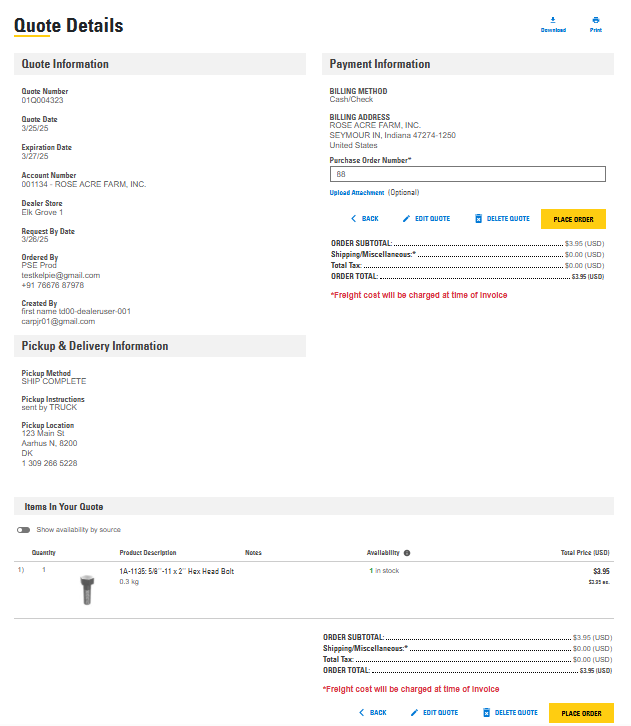 Quote Details
Download
Print
Quote Information
Quote Number
01Q004323
Quote Date
3/25/25
Expiration Date
3/27/25
Account Number
001134 - ROSE ACRE FARM, INC.
Dealer Store
Elk Grove 1
Request By Date
3/26/25
Ordered By
PSE Prod
testkelpie@gmail.com
+91 76676 87978
Created By
first name td00-dealeruser-001
carpjr01@gmail.com
Pickup & Delivery Information
Pickup Method
SHIP COMPLETE
Pickup Instructions
sent by TRUCK
Pickup Location
123 Main St
Aarhus N, 8200
DK
1 309 266 5228
Payment Information
BILLING METHOD
Cash/Check
BILLING ADDRESS
ROSE ACRE FARM, INC.
SEYMOUR IN, Indiana 47274-1250
United States
Purchase Order Number*
68
Upload Attachment (Optional)
BACK EDIT QUOTE DELETE QUOTE PLACE ORDER
ORDER SUBTOTAL: $3.95 (USD)
Shipping/Miscellaneous:* $0.00 (USD)
Total Tax: $0.00 (USD)
ORDER TOTAL: $3.95 (USD)
*Freight cost will be charged at time of invoice
Items In Your Quote
Show availability by source
Quantity Product Description Notes Availability Total Price (USD)
1) 1 1A-1135: 5/8"-11 x 2" Hex Head Bolt 1 in stock $3.95
0.3 kg $3.95 ea.
ORDER SUBTOTAL: $3.95 (USD)
Shipping/Miscellaneous:* $0.00 (USD)
Total Tax: $0.00 (USD)
ORDER TOTAL: $3.95 (USD)
*Freight cost will be charged at time of invoice
BACK EDIT QUOTE DELETE QUOTE PLACE ORDER